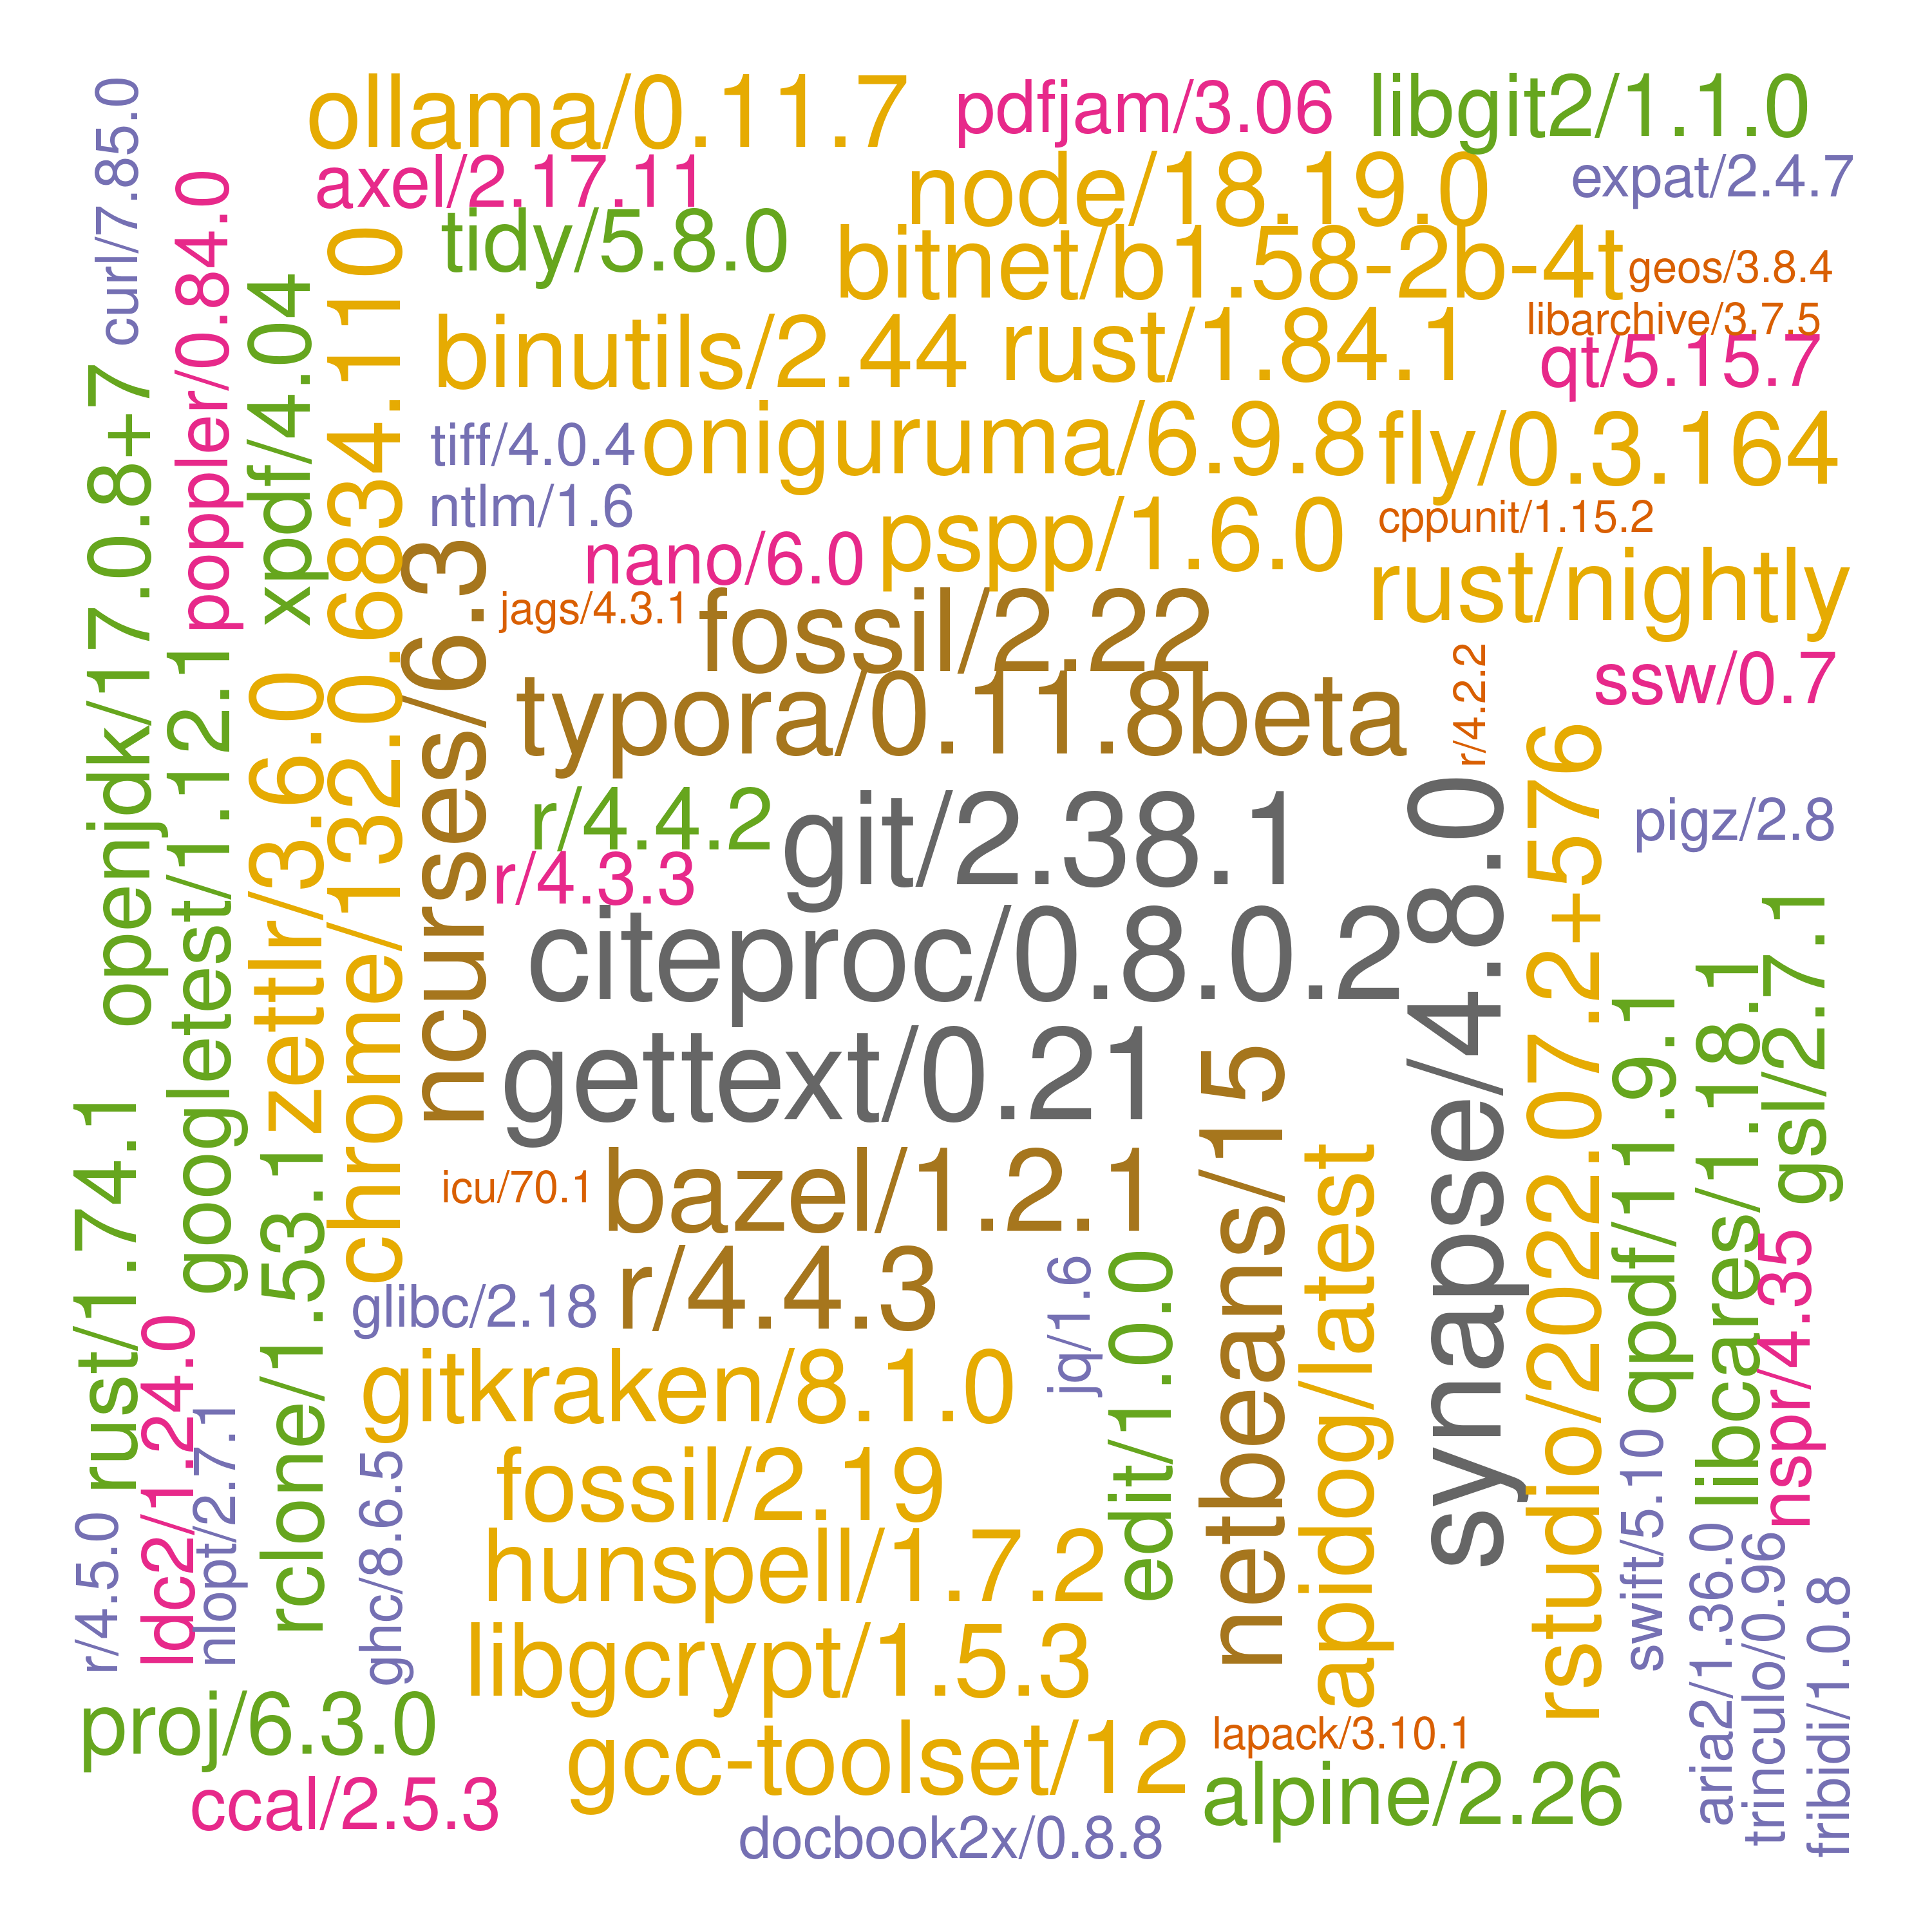 ollama/0.11.7
pdfjam/3.06
libgit2/1.1.0
axel/2.17.11
node/18.19.0
expat/2.4.7
curl/7.85.0
poppler/0.84.0
tidy/5.8.0
bitnet/b1.58-2b-4t
geos/3.8.4
xpdf/4.04
chrome/132.0.6834.110
binutils/2.44
rust/1.84.1
libarchive/3.7.5
qt/5.15.7
openjdk/17.0.8+7
tiff/4.0.4
oniguruma/6.9.8
fly/0.3.164
ntlm/1.6
cppunit/1.15.2
nano/6.0
pspp/1.6.0
rust/nightly
ncurses/6.3
jags/4.3.1
fossil/2.22
r/4.2.2
ssw/0.7
googletest/1.12.1
zettlr/3.6.0
typora/0.11.8beta
rstudio/2022.07.2+576
r/4.4.2
git/2.38.1
synapse/4.8.0
pigz/2.8
r/4.3.3
citeproc/0.8.0.2
gsl/2.7.1
qpdf/11.9.1
libcares/1.18.1
gettext/0.21
netbeans/15
rust/1.74.1
rclone/1.53.1
icu/70.1
bazel/1.2.1
apidog/latest
r/4.4.3
jq/1.6
edit/1.0.0
nspr/4.35
glibc/2.18
ldc2/1.24.0
gitkraken/8.1.0
nlopt/2.7.1
ghc/8.6.5
fossil/2.19
swift/5.10
r/4.5.0
hunspell/1.7.2
aria2/1.36.0
trinculo/0.96
fribidi/1.0.8
libgcrypt/1.5.3
proj/6.3.0
gcc-toolset/12
lapack/3.10.1
ccal/2.5.3
alpine/2.26
docbook2x/0.8.8